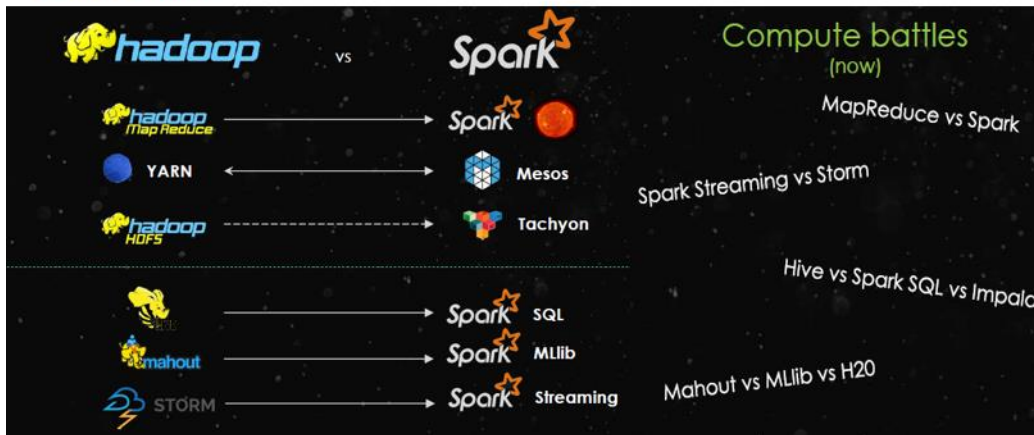 hadoop vs Spark
hadoop Map Reduce Spark
YARN Mesos
hadoop HDFS Tachyon
Spark SQL
mahout Spark MLlib
STORM Spark Streaming
Compute battles
(now)
MapReduce vs Spark
Spark Streaming vs Storm
Hive vs Spark SQL vs Impala
Mahout vs MLlib vs H20